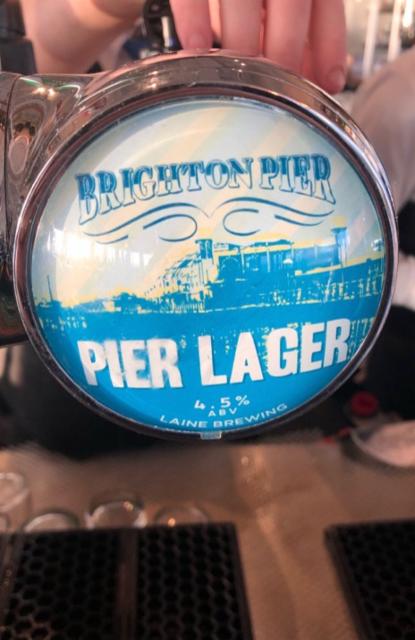 BRIGHTON PIER
PIER LAGER
4.5%
ABV
LAINE BREWING